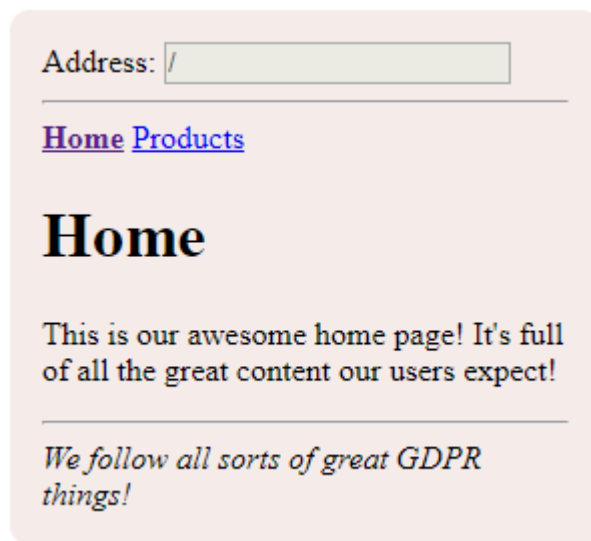 Address: /
Home Products
Home
This is our awesome home page! It's full
of all the great content our users expect!
We follow all sorts of great GDPR
things!